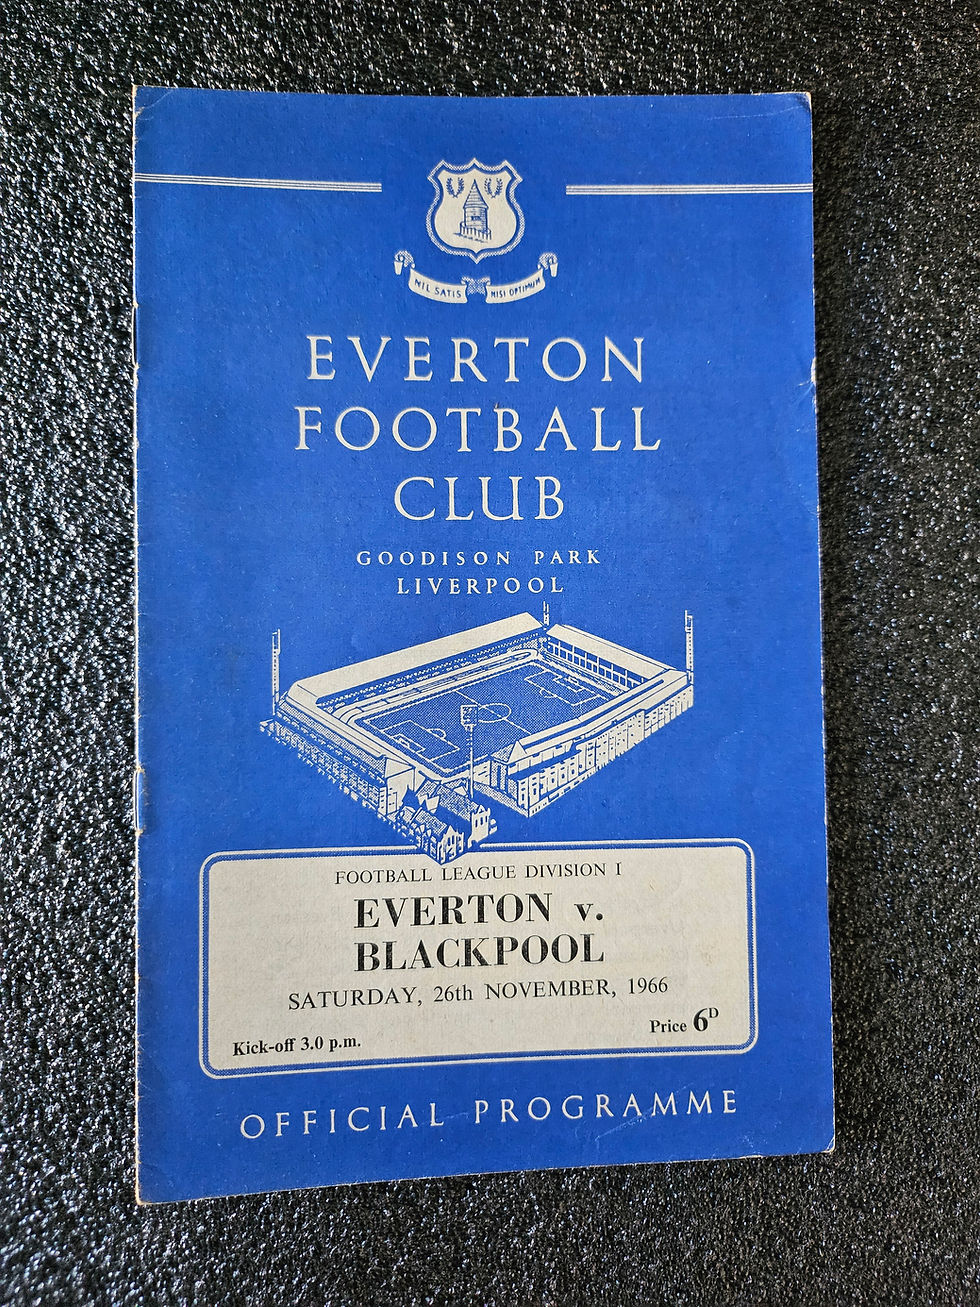 NIL SATIS NISI OPTIMUM
EVERTON
FOOTBALL
CLUB
GOODISON PARK
LIVERPOOL
FOOTBALL LEAGUE DIVISION I
EVERTON v.
BLACKPOOL
SATURDAY, 26th NOVEMBER, 1966
Kick-off 3.0 p.m.
Price 6D
OFFICIAL PROGRAMME